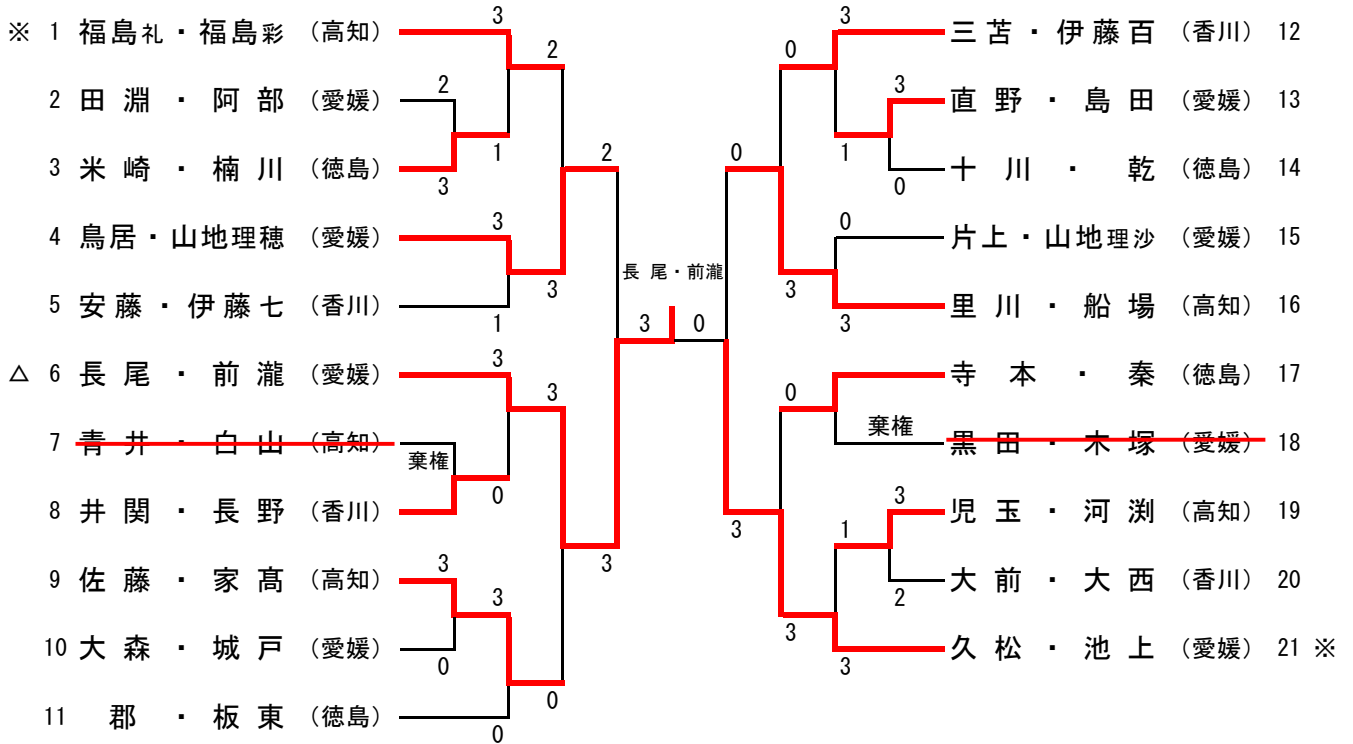 ※ 1 福島礼・福島彩 (高知)
2 田淵・阿部 (愛媛)
3 米崎・楠川 (徳島)
4 鳥居・山地理穂 (愛媛)
5 安藤・伊藤七 (香川)
△ 6 長尾・前瀧 (愛媛)
7 青井・白山 (高知)
8 井関・長野 (香川)
9 佐藤・家髙 (高知)
10 大森・城戸 (愛媛)
11 郡・板東 (徳島)
3
2
2
1
3
3
3
1
2
3
3
棄権
0
3
3
0
0
0
3
長尾・前瀧
3 0
0
3
0
3
1
0
0
3
3
0
棄権
3
1
3
2
3
3
三苫・伊藤百 (香川) 12
直野・島田 (愛媛) 13
十川・乾 (徳島) 14
片上・山地理沙 (愛媛) 15
里川・船場 (高知) 16
寺本・秦 (徳島) 17
黒田・木塚 (愛媛) 18
児玉・河渕 (高知) 19
大前・大西 (香川) 20
久松・池上 (愛媛) 21 ※